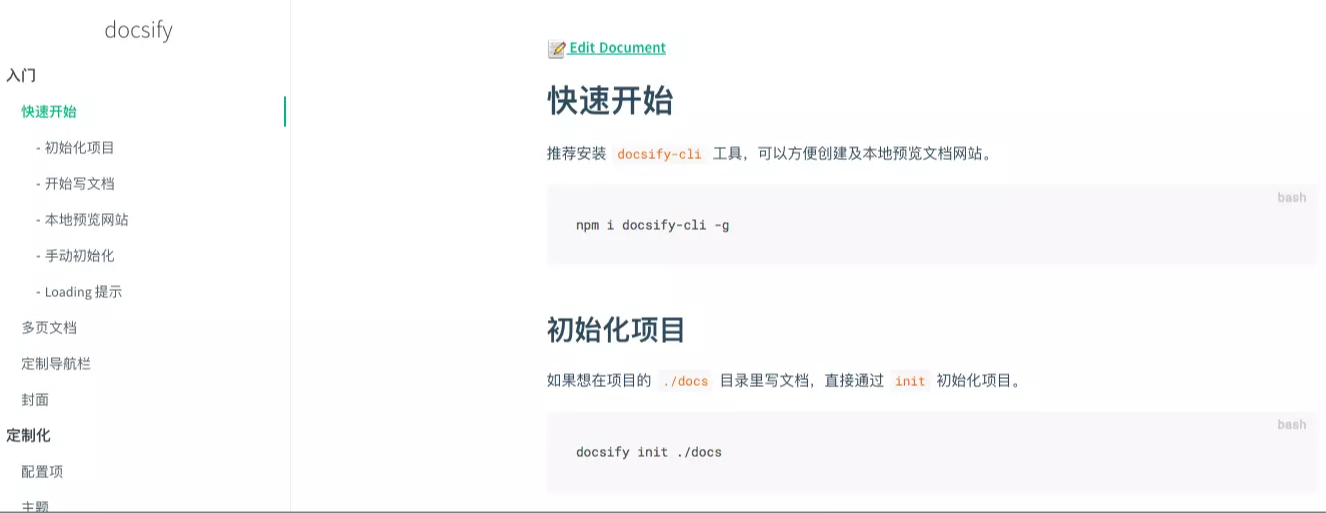 docsify
入门
快速开始
- 初始化项目
- 开始写文档
- 本地预览网站
- 手动初始化
- Loading 提示
多页文档
定制导航栏
封面
定制化
配置项
主题
Edit Document
快速开始
推荐安装 docsify-cli 工具，可以方便创建及本地预览文档网站。
bash
npm i docsify-cli -g
初始化项目
如果想在项目的 ./docs 目录里写文档，直接通过 init 初始化项目。
bash
docsify init ./docs